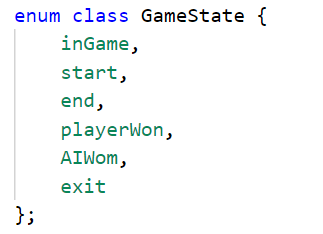 enum class GameState {
    inGame,
    start,
    end,
    playerWon,
    AIWom,
    exit
};